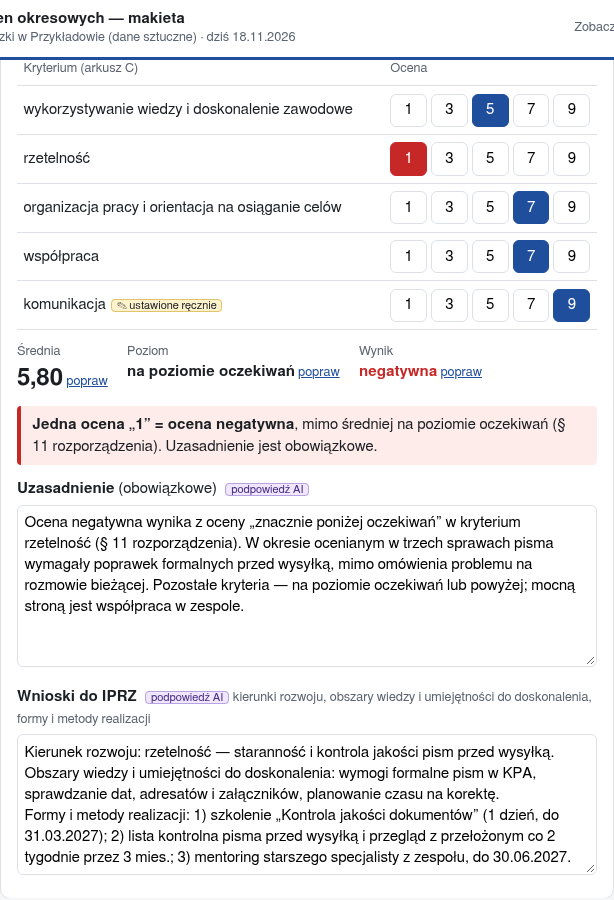 en okresowych — makieta
zki w Przykładowie (dane sztuczne) · dziś 18.11.2026
Zobacz
Kryterium (arkusz C) Ocena
wykorzystywanie wiedzy i doskonalenie zawodowe 1 3 5 7 9
rzetelność 1 3 5 7 9
organizacja pracy i orientacja na osiąganie celów 1 3 5 7 9
współpraca 1 3 5 7 9
komunikacja ✎ ustawione ręcznie 1 3 5 7 9
Średnia Poziom Wynik
5,80 popraw na poziomie oczekiwań popraw negatywna popraw
Jedna ocena „1” = ocena negatywna, mimo średniej na poziomie oczekiwań (§
11 rozporządzenia). Uzasadnienie jest obowiązkowe.
Uzasadnienie (obowiązkowe) podpowiedź AI
Ocena negatywna wynika z oceny „znacznie poniżej oczekiwań” w kryterium
rzetelność (§ 11 rozporządzenia). W okresie ocenianym w trzech sprawach pisma
wymagały poprawek formalnych przed wysyłką, mimo omówienia problemu na
rozmowie bieżącej. Pozostałe kryteria — na poziomie oczekiwań lub powyżej; mocną
stroną jest współpraca w zespole.
Wnioski do IPRZ podpowiedź AI kierunki rozwoju, obszary wiedzy i umiejętności do doskonalenia,
formy i metody realizacji
Kierunek rozwoju: rzetelność — staranność i kontrola jakości pism przed wysyłką.
Obszary wiedzy i umiejętności do doskonalenia: wymogi formalne pism w KPA,
sprawdzanie dat, adresatów i załączników, planowanie czasu na korektę.
Formy i metody realizacji: 1) szkolenie „Kontrola jakości dokumentów” (1 dzień, do
31.03.2027); 2) lista kontrolna pisma przed wysyłką i przegląd z przełożonym co 2
tygodnie przez 3 mies.; 3) mentoring starszego specjalisty z zespołu, do 30.06.2027.